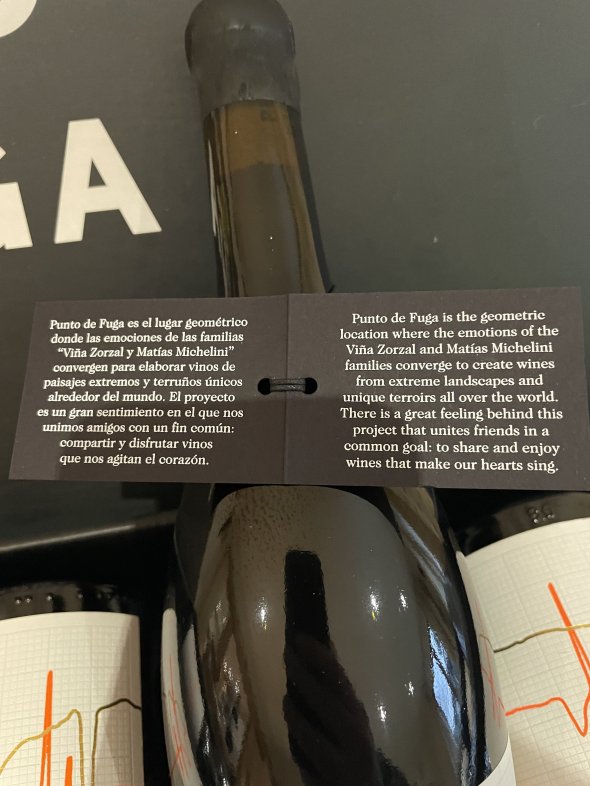 GA
Punto de Fuga es el lugar geométrico
donde las emociones de las familias
“Viña Zorzal y Matías Michelini”
convergen para elaborar vinos de
paisajes extremos y terruños únicos
alrededor del mundo. El proyecto
es un gran sentimiento en el que nos
unimos amigos con un fin común:
compartir y disfrutar vinos
que nos agitan el corazón.
Punto de Fuga is the geometric
location where the emotions of the
Viña Zorzal and Matías Michelini
families converge to create wines
from extreme landscapes and
unique terroirs all over the world.
There is a great feeling behind this
project that unites friends in a
common goal: to share and enjoy
wines that make our hearts sing.